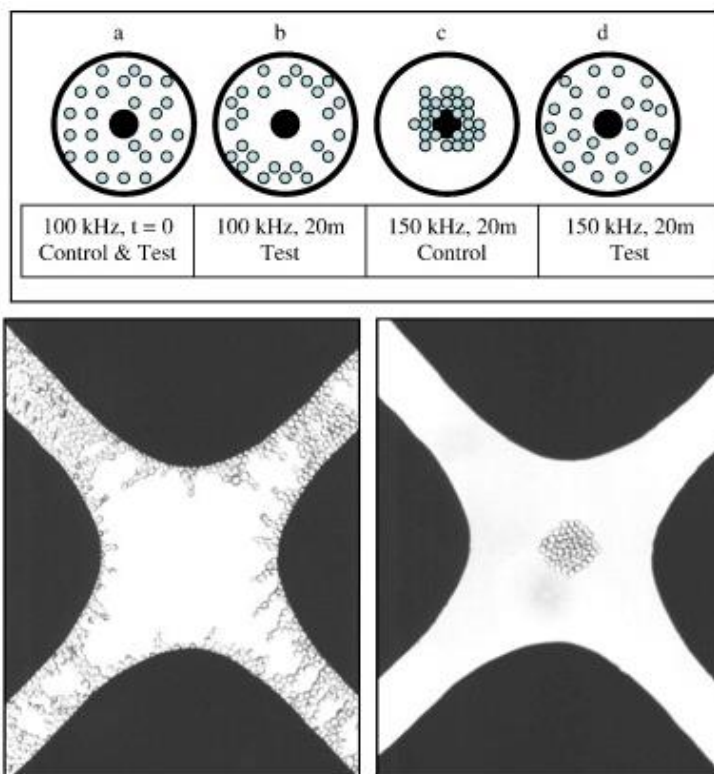 a b c d
100 kHz, t = 0 100 kHz, 20m 150 kHz, 20m 150 kHz, 20m
Control & Test Test Control Test